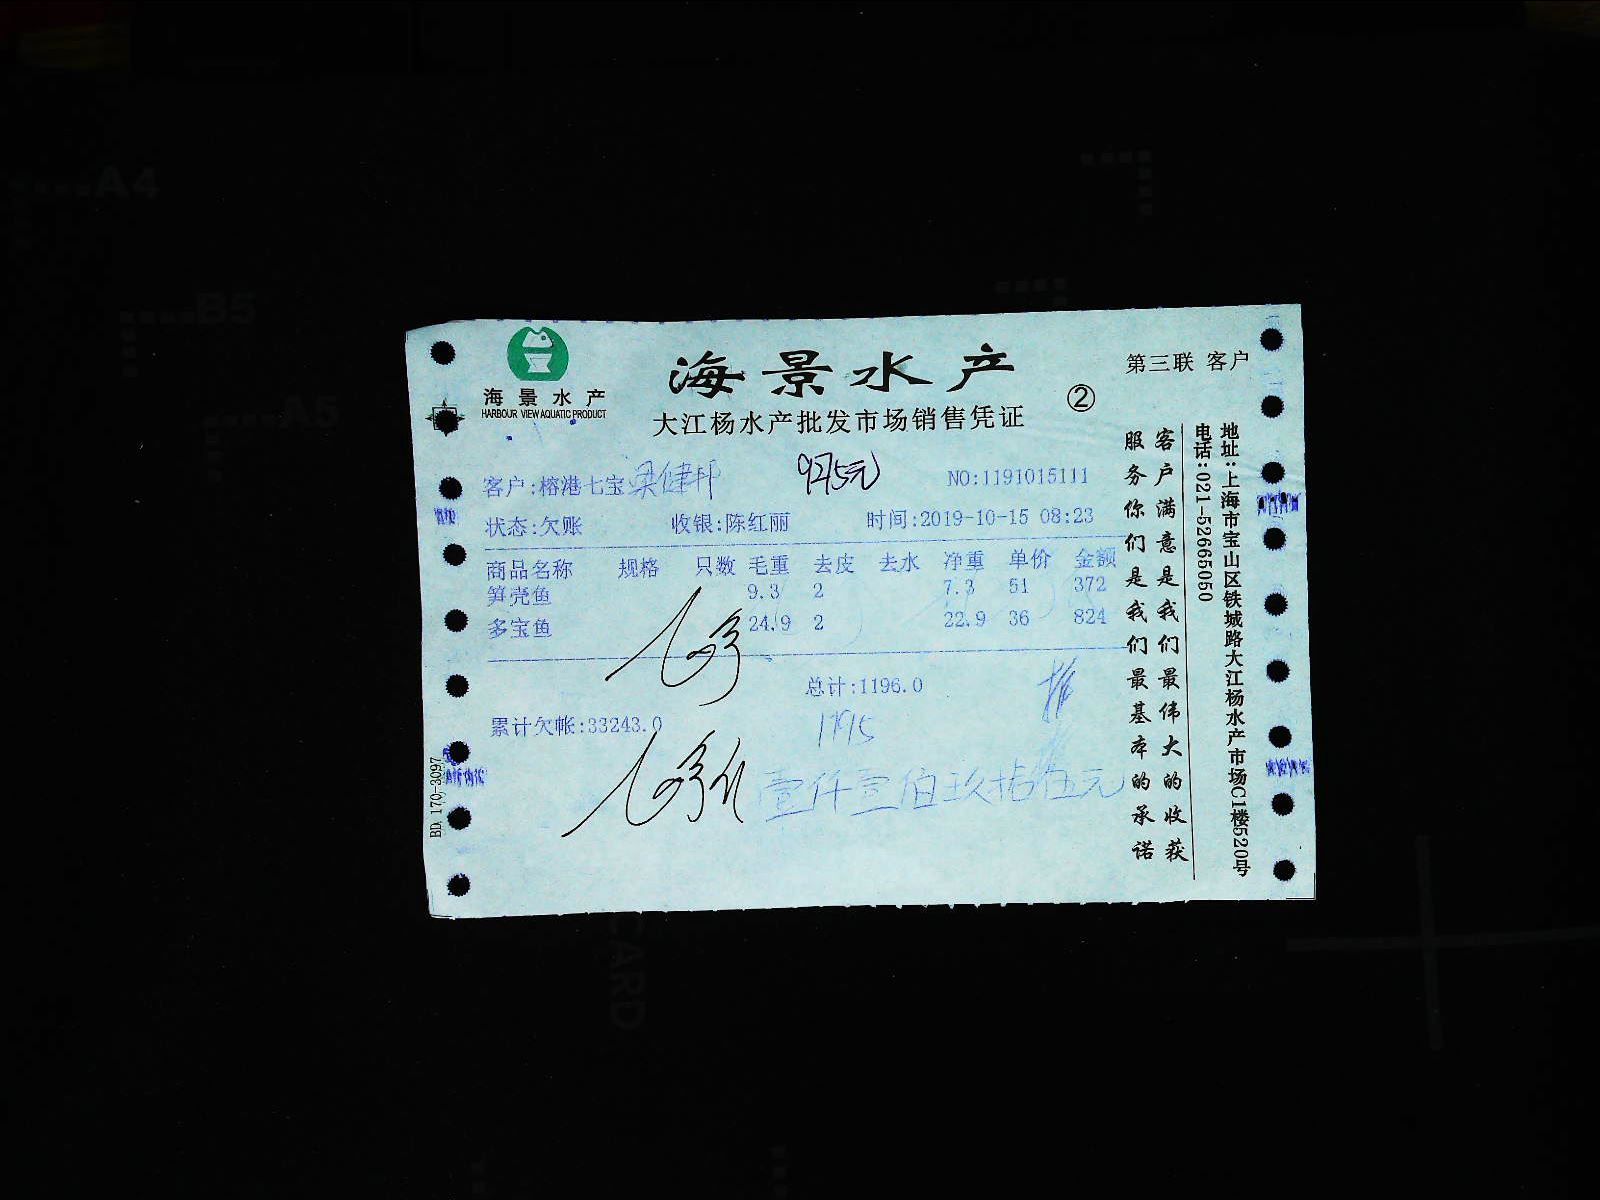 海景水产
HARBOUR VIEW AQUATIC PRODUCT
海景水产
大江杨水产批发市场销售凭证
②
第三联 客户
客户:榕港七宝 梁健邦
NO:1191015111
状态:欠账 收银:陈红丽 时间:2019-10-15 08:23
商品名称 规格 只数 毛重 去皮 去水 净重 单价 金额
笋壳鱼 9.3 2 7.3 51 372
多宝鱼 24.9 2 22.9 36 824
总计:1196.0
累计欠帐:33243.0
1195
壹仟壹佰玖拾伍元
客户满意是我们最伟大的收获
服务你们是我们最基本的承诺
地址:上海市宝山区铁城路大江杨水产市场C1楼520号
电话:021-52665050
BD 170-3097
A4
B5
A5
CARD